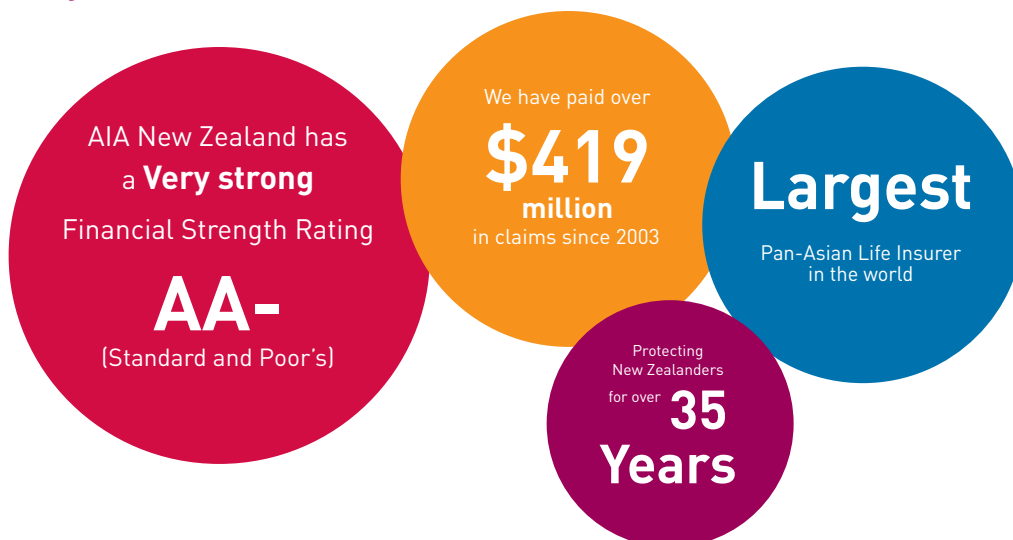 AIA New Zealand has
a Very strong
Financial Strength Rating
AA-
(Standard and Poor's)
We have paid over
$419
million
in claims since 2003
Largest
Pan-Asian Life Insurer
in the world
Protecting
New Zealanders
for over 35
Years